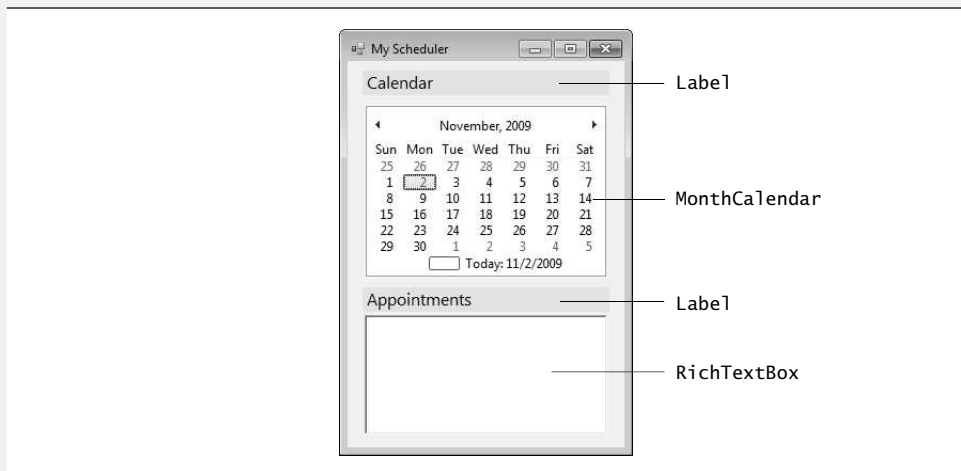 My Scheduler
Calendar
Label
November, 2009
Sun Mon Tue Wed Thu Fri Sat
25 26 27 28 29 30 31
1 2 3 4 5 6 7
8 9 10 11 12 13 14
MonthCalendar
15 16 17 18 19 20 21
22 23 24 25 26 27 28
29 30 1 2 3 4 5
Today: 11/2/2009
Appointments
Label
RichTextBox